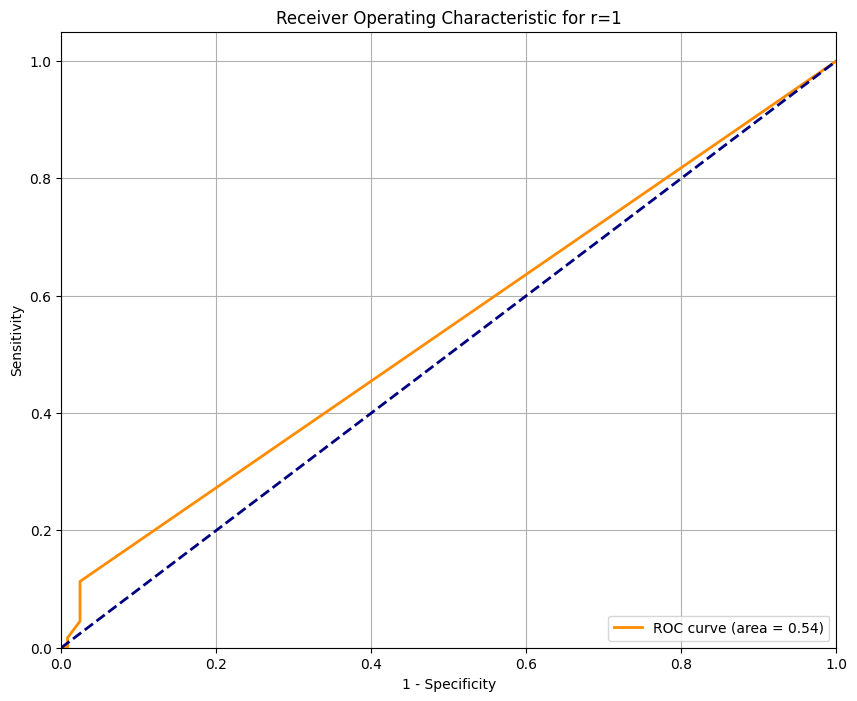 Receiver Operating Characteristic for r=1
1.0
0.8
0.6
0.4
0.2
0.0
Sensitivity
0.0 0.2 0.4 0.6 0.8 1.0
1 - Specificity
ROC curve (area = 0.54)